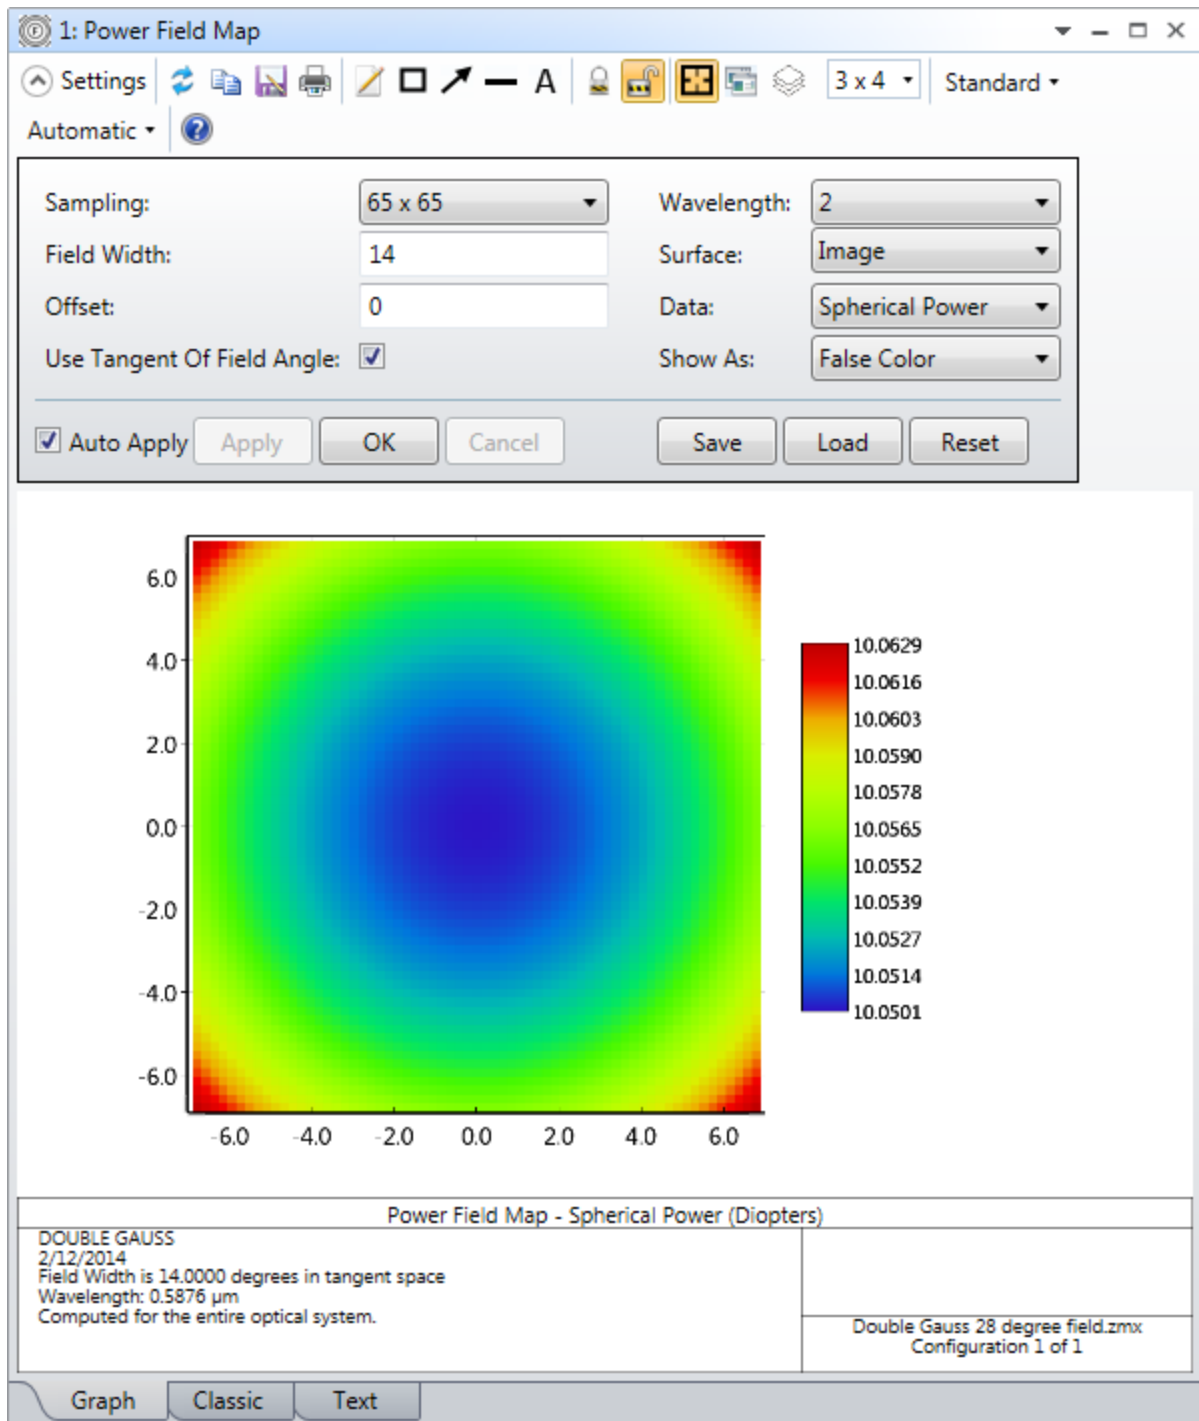 1: Power Field Map
Settings A 3 x 4 Standard
Automatic ?
Sampling: 65 x 65 Wavelength: 2
Field Width: 14 Surface: Image
Offset: 0 Data: Spherical Power
Use Tangent Of Field Angle: Show As: False Color
Auto Apply Apply OK Cancel Save Load Reset
6.0
4.0
2.0
0.0
-2.0
-4.0
-6.0
-6.0 -4.0 -2.0 0.0 2.0 4.0 6.0
10.0629
10.0616
10.0603
10.0590
10.0578
10.0565
10.0552
10.0539
10.0527
10.0514
10.0501
Power Field Map - Spherical Power (Diopters)
DOUBLE GAUSS
2/12/2014
Field Width is 14.0000 degrees in tangent space
Wavelength: 0.5876 µm
Computed for the entire optical system.
Double Gauss 28 degree field.zmx
Configuration 1 of 1
Graph Classic Text